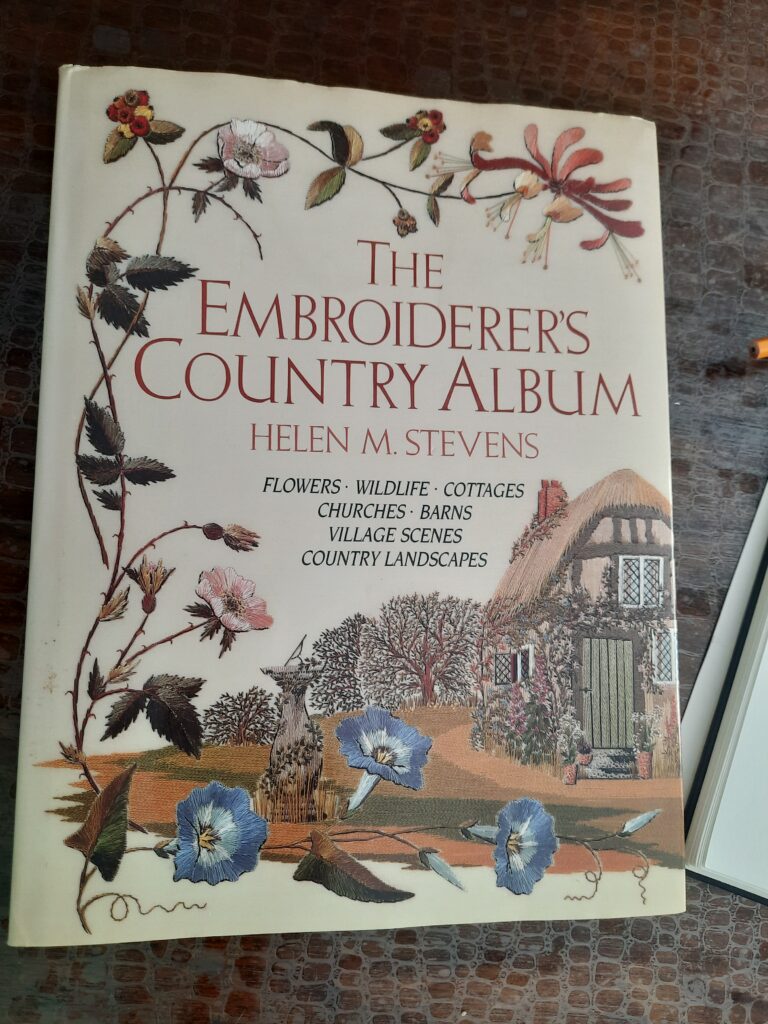 THE
EMBROIDERER'S
COUNTRY ALBUM
HELEN M. STEVENS
FLOWERS · WILDLIFE · COTTAGES
CHURCHES · BARNS
VILLAGE SCENES
COUNTRY LANDSCAPES